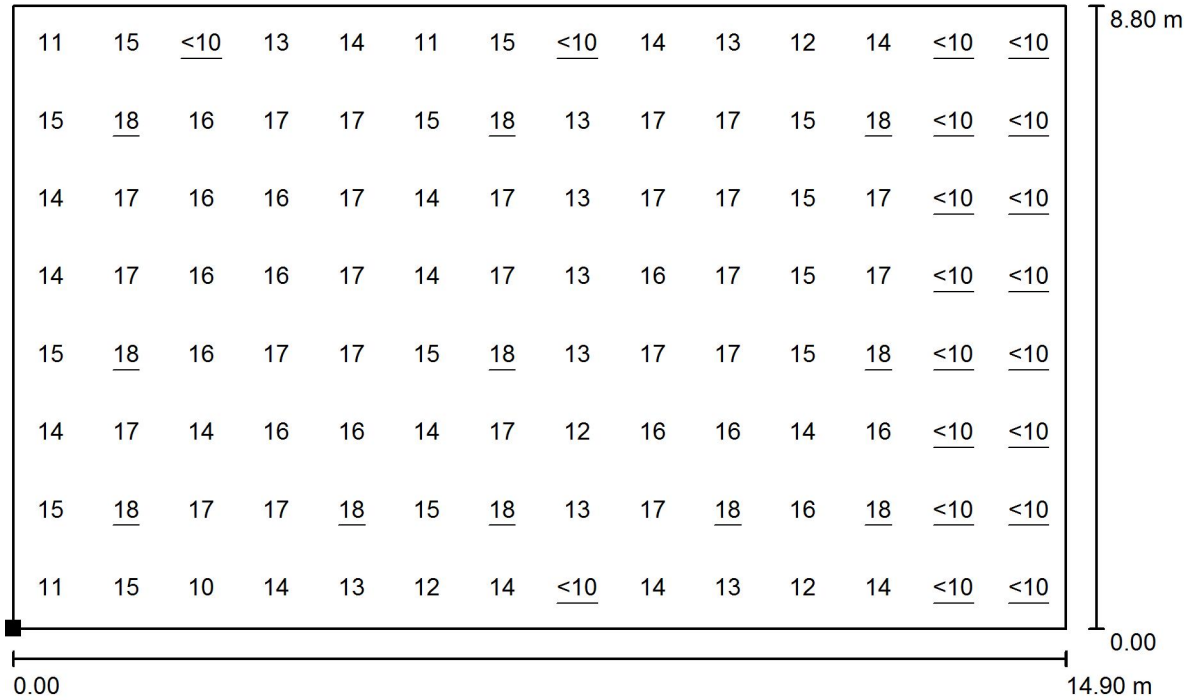 11 15 <10 13 14 11 15 <10 14 13 12 14 <10 <10 8.80 m
15 18 16 17 17 15 18 13 17 17 15 18 <10 <10
14 17 16 16 17 14 17 13 17 17 15 17 <10 <10
14 17 16 16 17 14 17 13 16 17 15 17 <10 <10
15 18 16 17 17 15 18 13 17 17 15 18 <10 <10
14 17 14 16 16 14 17 12 16 16 14 16 <10 <10
15 18 17 17 18 15 18 13 17 18 16 18 <10 <10
11 15 10 14 13 12 14 <10 14 13 12 14 <10 <10
0.00
0.00 14.90 m